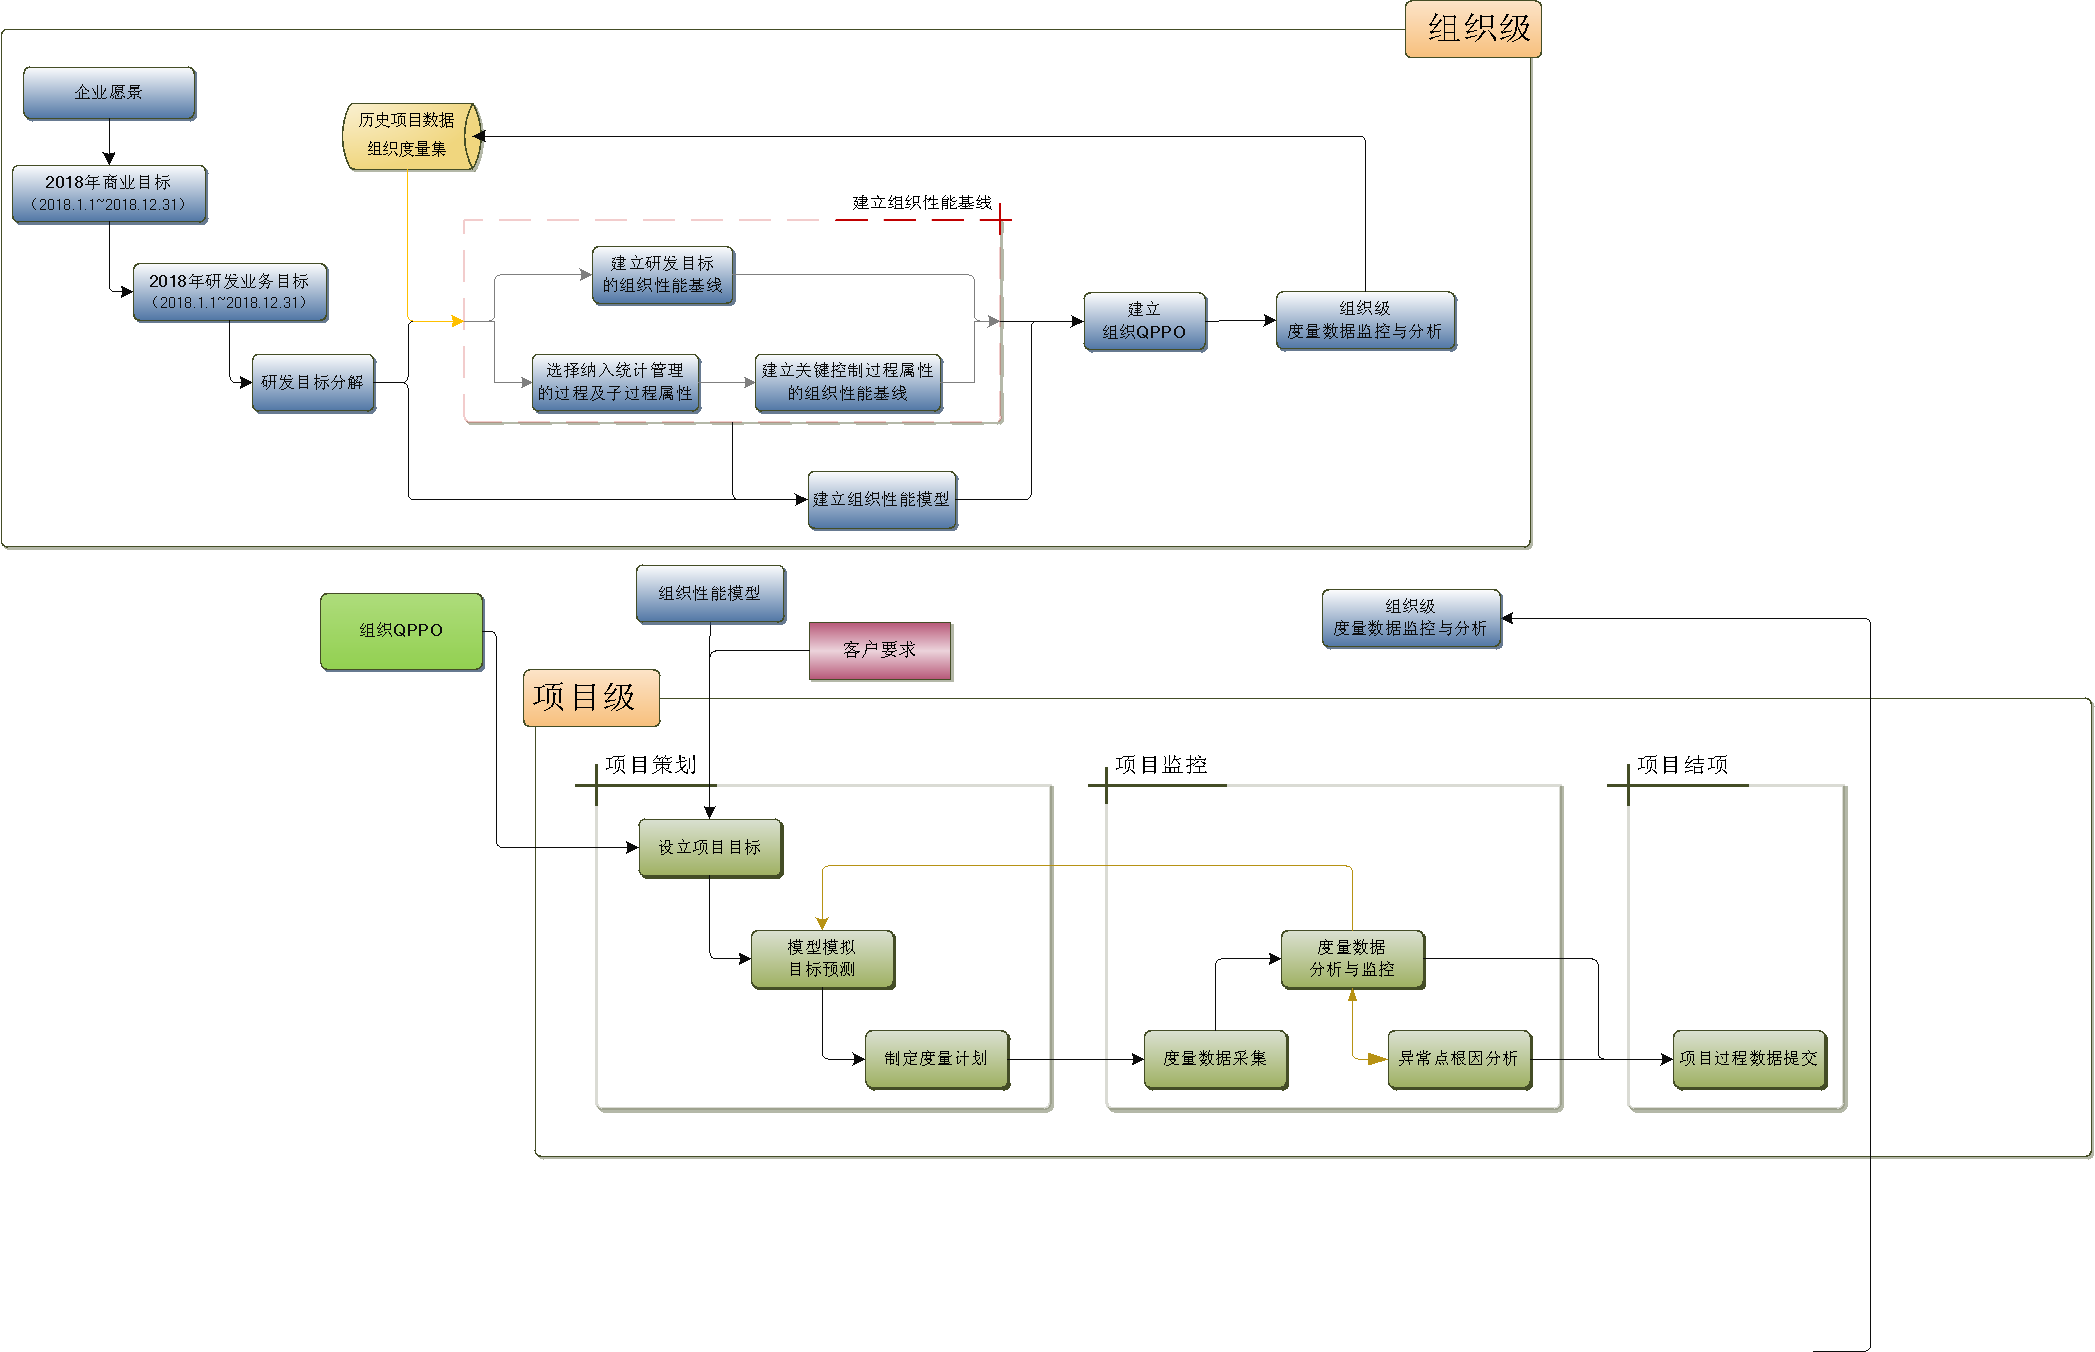 组织级
企业愿景
2018年商业目标
（2018.1.1~2018.12.31）
2018年研发业务目标
（2018.1.1~2018.12.31）
研发目标分解
历史项目数据
组织度量集
建立组织性能基线
建立研发目标
的组织性能基线
选择纳入统计管理
的过程及子过程属性
建立关键控制过程属性
的组织性能基线
建立组织性能模型
建立
组织QPPO
组织级
度量数据监控与分析
组织QPPO
组织性能模型
客户要求
组织级
度量数据监控与分析
项目级
项目策划
设立项目目标
模型模拟
目标预测
制定度量计划
项目监控
度量数据采集
度量数据
分析与监控
异常点根因分析
项目结项
项目过程数据提交